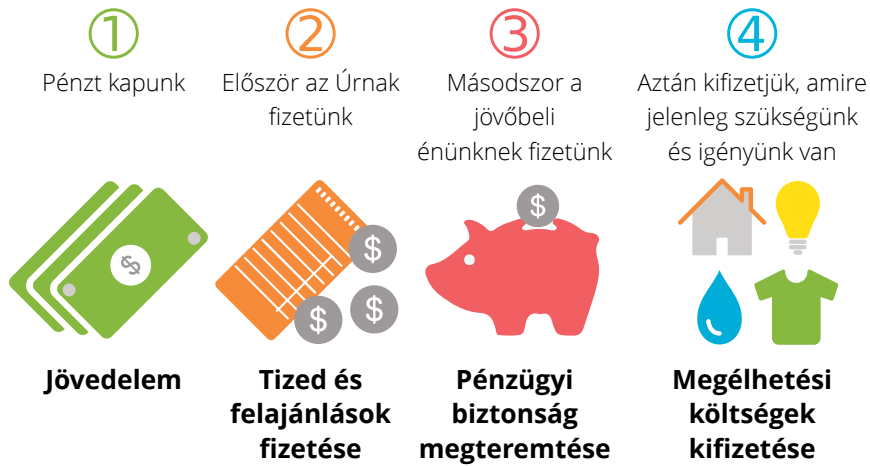 1
Pénzt kapunk
Jövedelem
2
Először az Úrnak
fizetünk
$
$
$
Tized és
felajánlások
fizetése
3
Másodszor a
jövőbeli
énünknek fizetünk
$
Pénzügyi
biztonság
megteremtése
4
Aztán kifizetjük, amire
jelenleg szükségünk
és igényünk van
Megélhetési
költségek
kifizetése